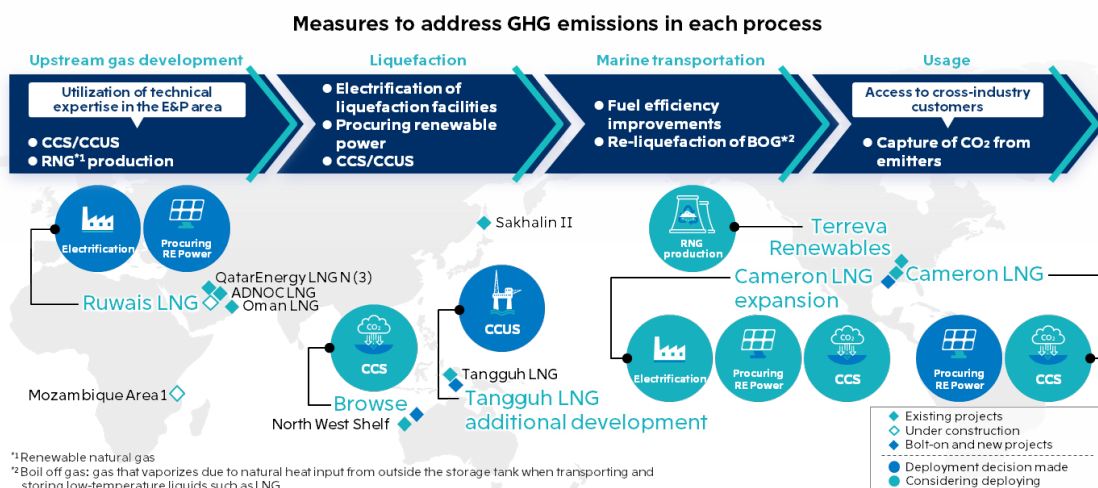 Measures to address GHG emissions in each process
Upstream gas development
Liquefaction
Marine transportation
Usage
Utilization of technical
expertise in the E&P area
● CCS/CCUS
● RNG*1 production
● Electrification of
liquefaction facilities
● Procuring renewable
power
● CCS/CCUS
● Fuel efficiency
improvements
● Re-liquefaction of BOG*2
Access to cross-industry
customers
● Capture of CO2 from
emitters
Electrification
Procuring
RE Power
QatarEnergy LNG N (3)
ADNOC LNG
Oman LNG
Ruwais LNG
Mozambique Area 1
Sakhalin II
CO2
CCS
Browse
North West Shelf
CCUS
Tangguh LNG
Tangguh LNG
additional development
RNG
production
Terreva
Renewables
Cameron LNG
expansion
Cameron LNG
Electrification
Procuring
RE Power
CO2
CCS
Procuring
RE Power
CO2
CCS
Existing projects
Under construction
Bolt-on and new projects
Deployment decision made
Considering deploying
*1 Renewable natural gas
*2 Boil off gas: gas that vaporizes due to natural heat input from outside the storage tank when transporting and
storing low-temperature liquids such as LNG